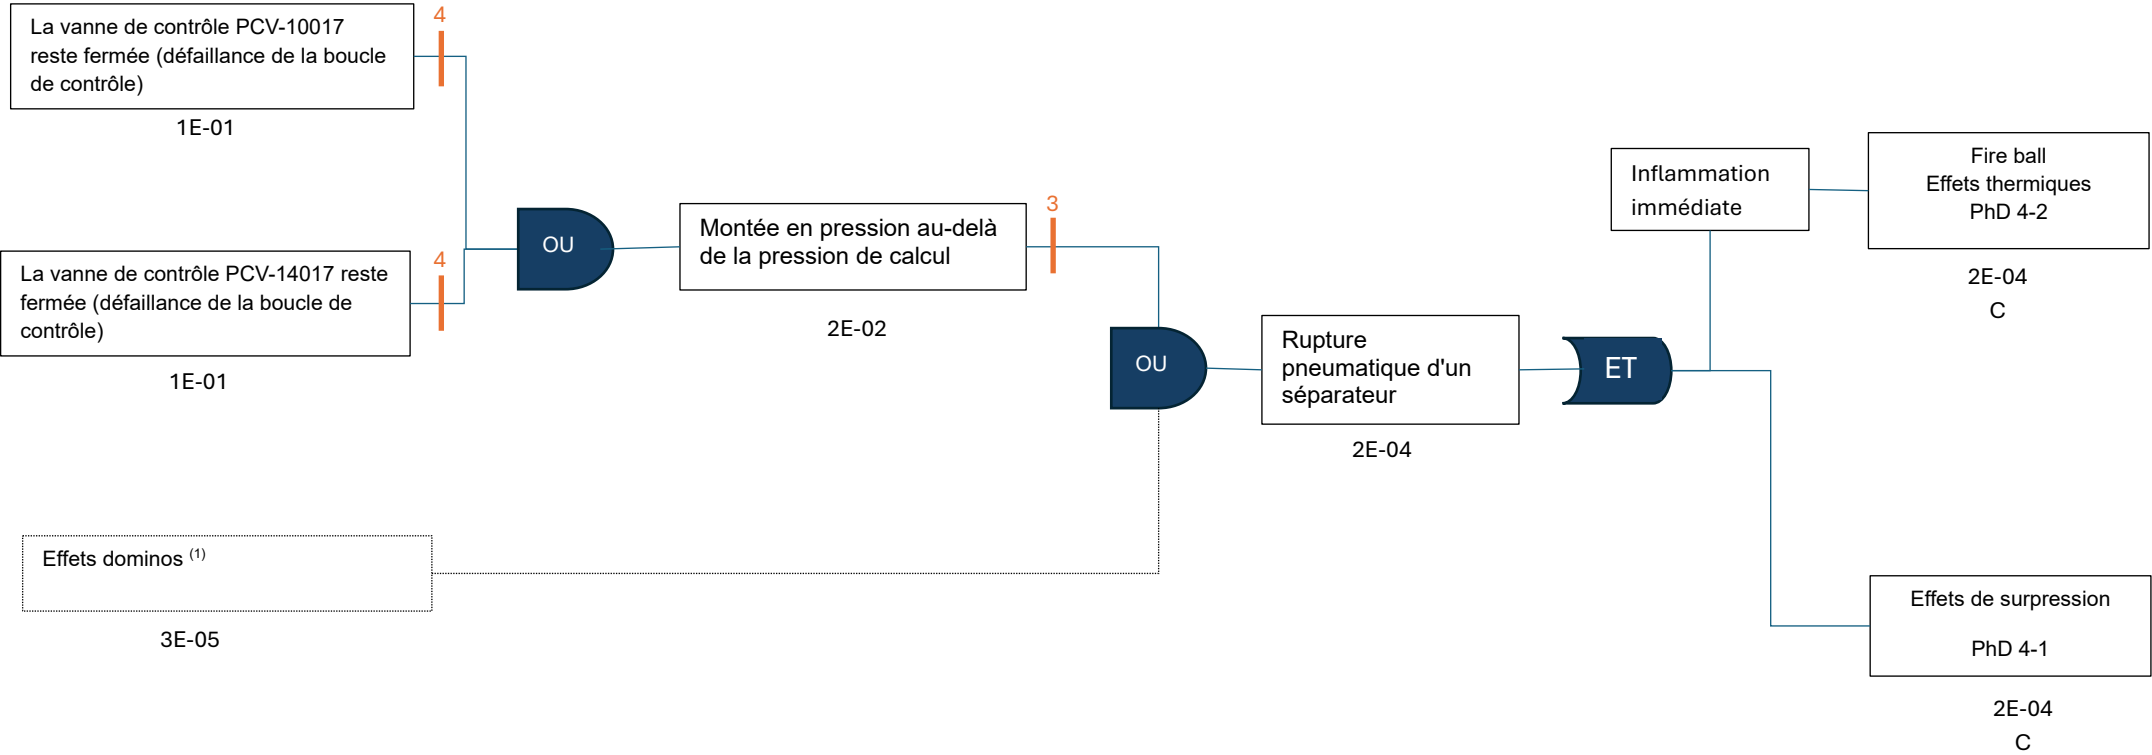 4
La vanne de contrôle PCV-10017
reste fermée (défaillance de la boucle
de contrôle)
1E-01
4
La vanne de contrôle PCV-14017 reste
fermée (défaillance de la boucle de
contrôle)
1E-01
OU
Montée en pression au-delà
de la pression de calcul
2E-02
3
Effets dominos (1)
3E-05
OU
Rupture
pneumatique d'un
séparateur
2E-04
ET
Inflammation
immédiate
Fire ball
Effets thermiques
PhD 4-2
2E-04
C
Effets de surpression
PhD 4-1
2E-04
C